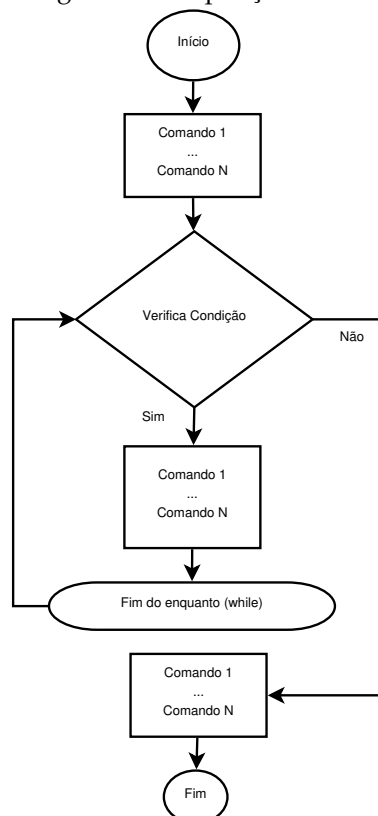 Início
Comando 1
...
Comando N
Verifica Condição
Não
Sim
Comando 1
...
Comando N
Fim do enquanto (while)
Comando 1
...
Comando N
Fim